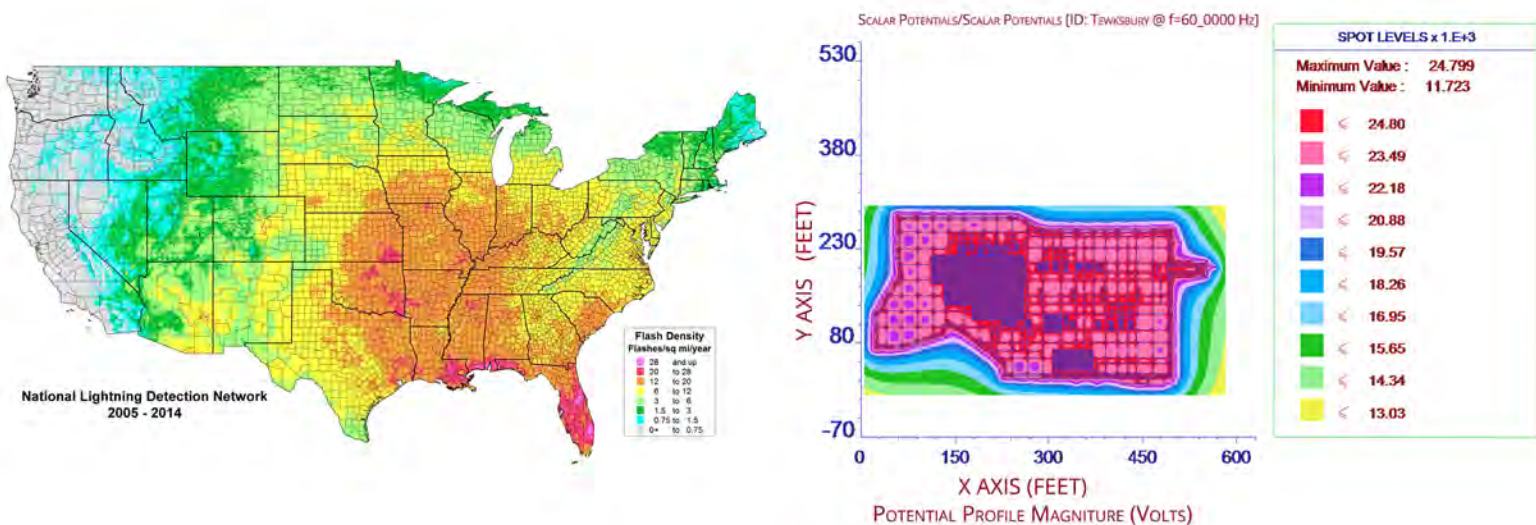 National Lightning Detection Network
2005 - 2014
Flash Density
Flashes/sq mi/year
28 and up
20 to 28
12 to 20
6 to 12
3 to 6
1.5 to 3
0.75 to 1.5
0+ to 0.75
Scalar Potentials/Scalar Potentials [ID: Tewksbury @ f=60_0000 Hz]
530
380
230
80
-70
Y AXIS (FEET)
0 150 300 450 600
X AXIS (FEET)
Potential Profile Magniture (Volts)
SPOT LEVELS x 1.E+3
Maximum Value : 24.799
Minimum Value : 11.723
⩽ 24.80
⩽ 23.49
⩽ 22.18
⩽ 20.88
⩽ 19.57
⩽ 18.26
⩽ 16.95
⩽ 15.65
⩽ 14.34
⩽ 13.03